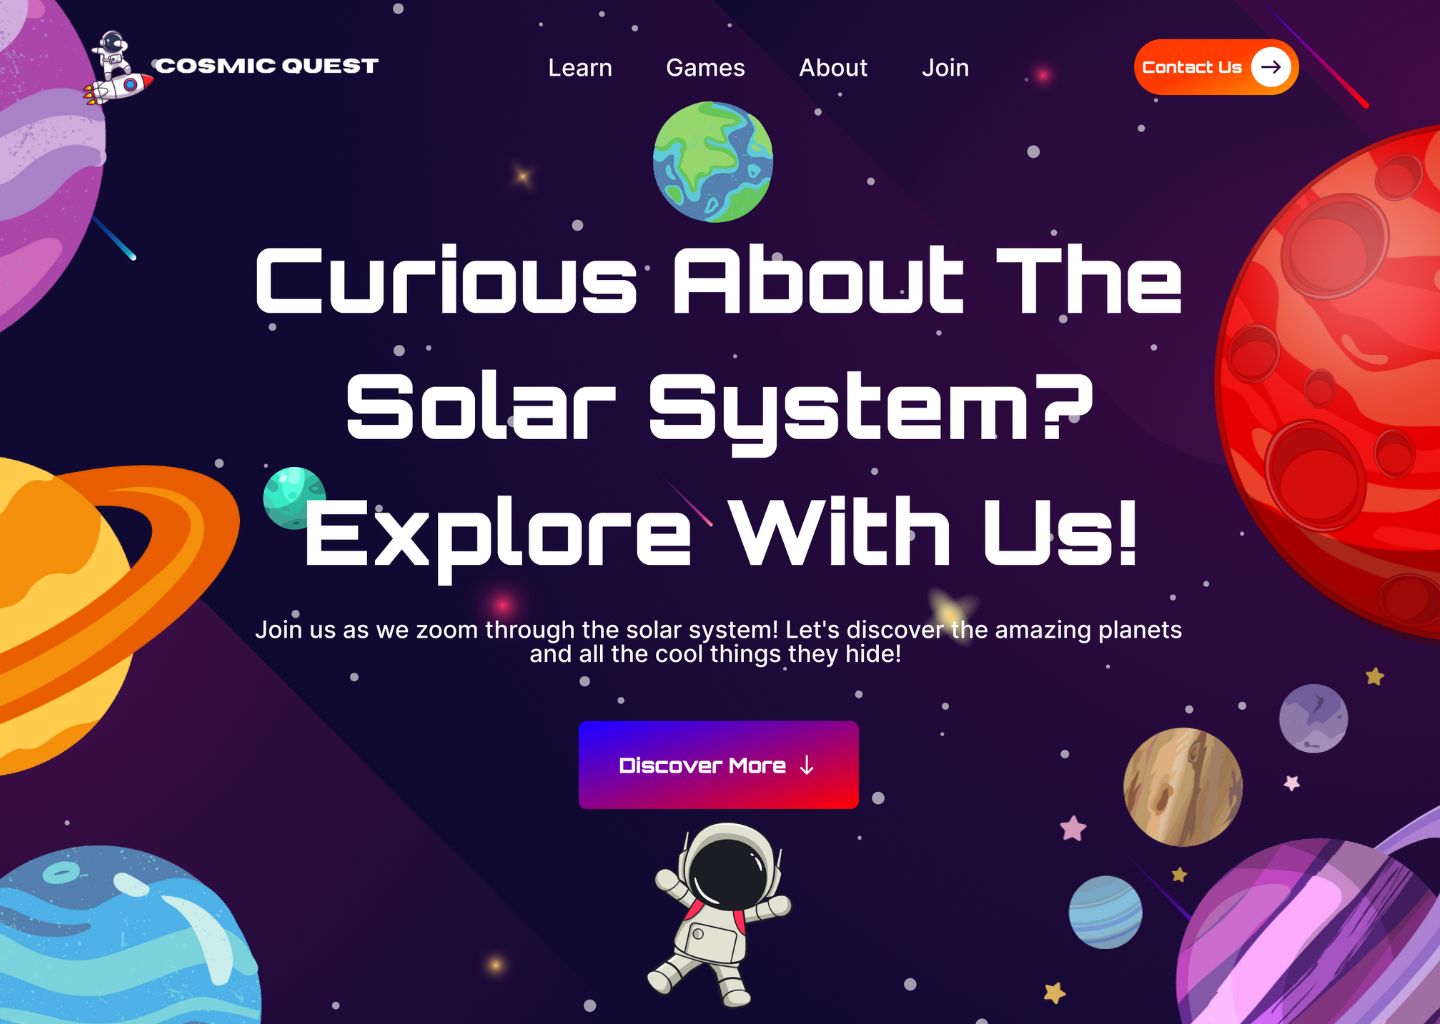 COSMIC QUEST
Learn
Games
About
Join
Contact Us
Curious About The
Solar System?
Explore With Us!
Join us as we zoom through the solar system! Let's discover the amazing planets
and all the cool things they hide!
Discover More